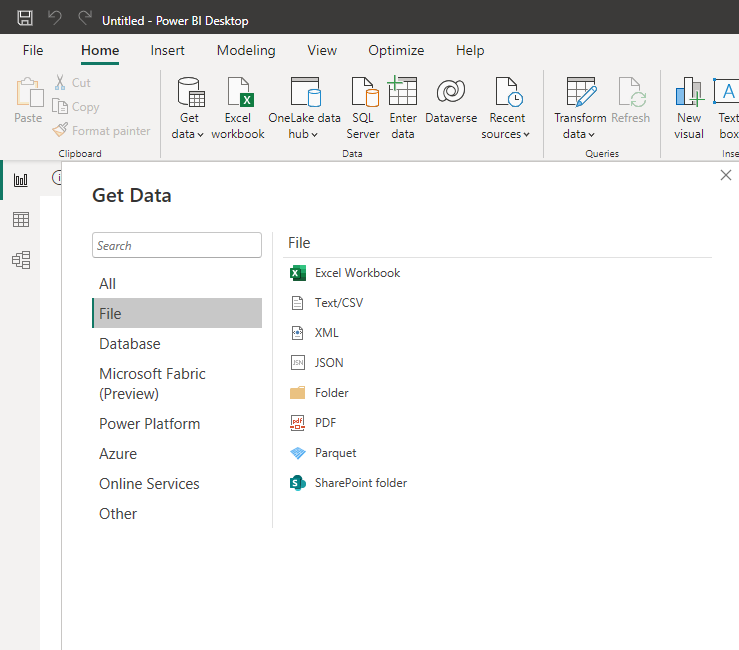 Untitled - Power BI Desktop
File Home Insert Modeling View Optimize Help
Paste
Cut
Copy
Format painter
Clipboard
Get data
Excel workbook
OneLake data hub
SQL Server
Enter data
Dataverse
Recent sources
Data
Transform data
Refresh
Queries
New visual
Text box
Inse
Get Data
Search
All
File
Database
Microsoft Fabric
(Preview)
Power Platform
Azure
Online Services
Other
File
Excel Workbook
Text/CSV
XML
JSN JSON
Folder
pdf PDF
Parquet
S SharePoint folder